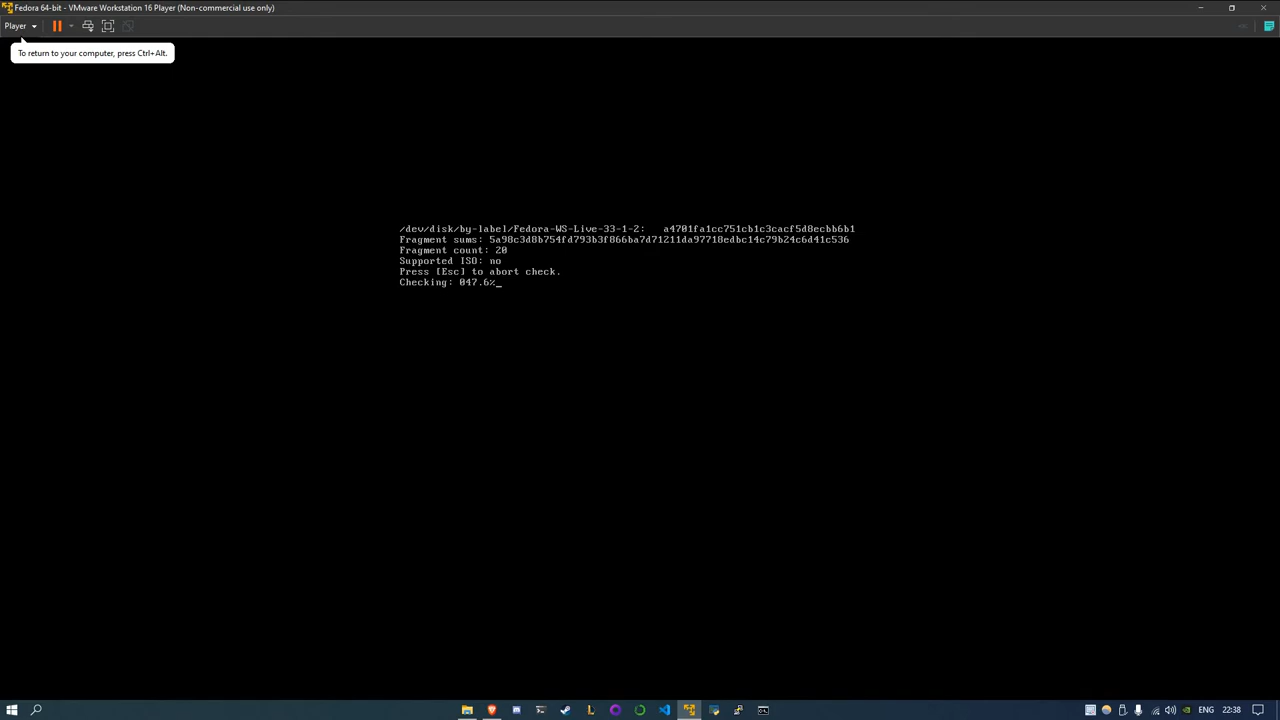 Fedora 64-bit - VMware Workstation 16 Player (Non-commercial use only)
Player
To return to your computer, press Ctrl+Alt.
/dev/disk/by-label/Fedora-WS-Live-33-1-2:   a4701fa1cc751cb1c3cacf5d8ecbb6b1
Fragment sums: 5a98c3d8b754fd793b3f866ba7d71211da97718edbc14c79b24c6d41c536
Fragment count: 20
Supported ISO: no
Press [Esc] to abort check.
Checking: 047.6%_
ENG
22:38